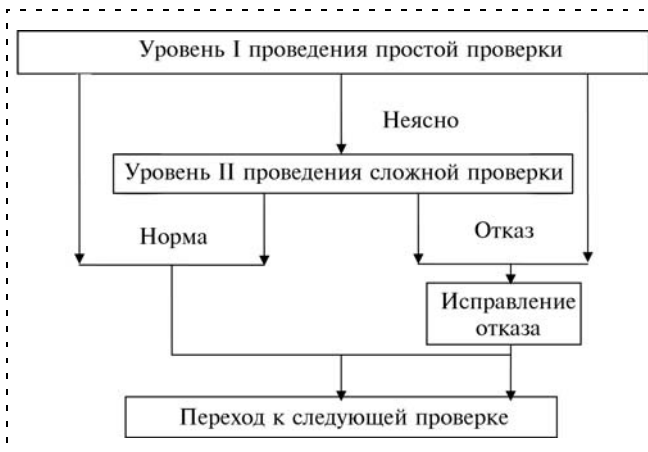 Уровень I проведения простой проверки
Неясно
Уровень II проведения сложной проверки
Норма
Отказ
Исправление
отказа
Переход к следующей проверке